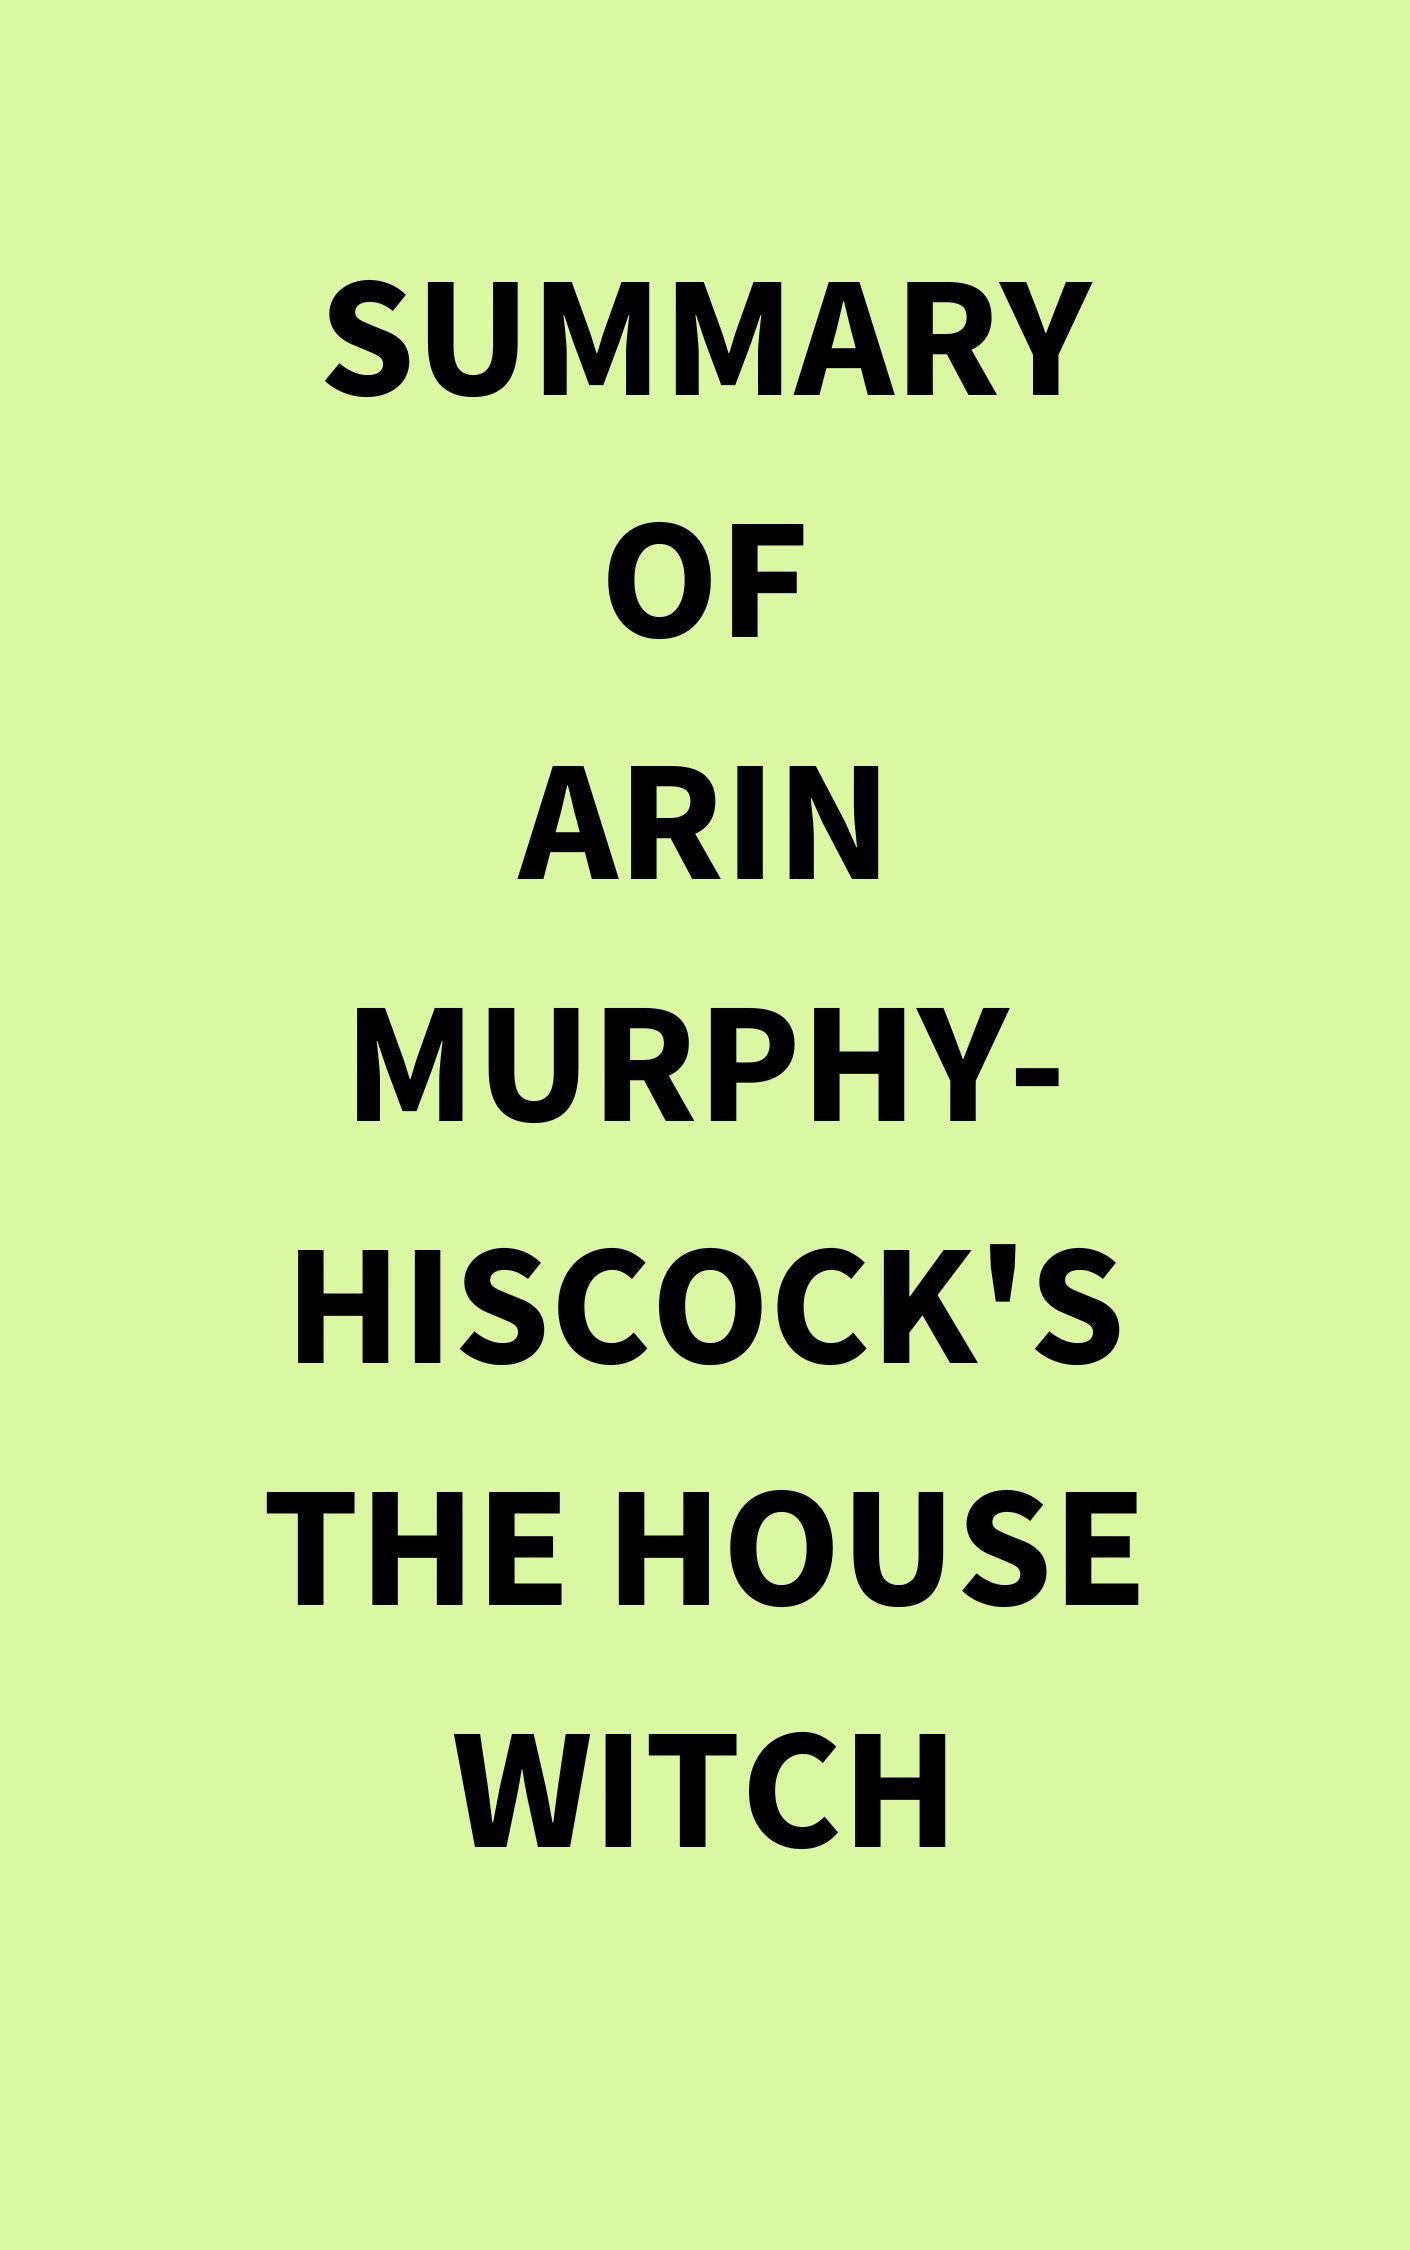 SUMMARY
OF
ARIN
MURPHY-
HISCOCK'S
THE HOUSE
WITCH